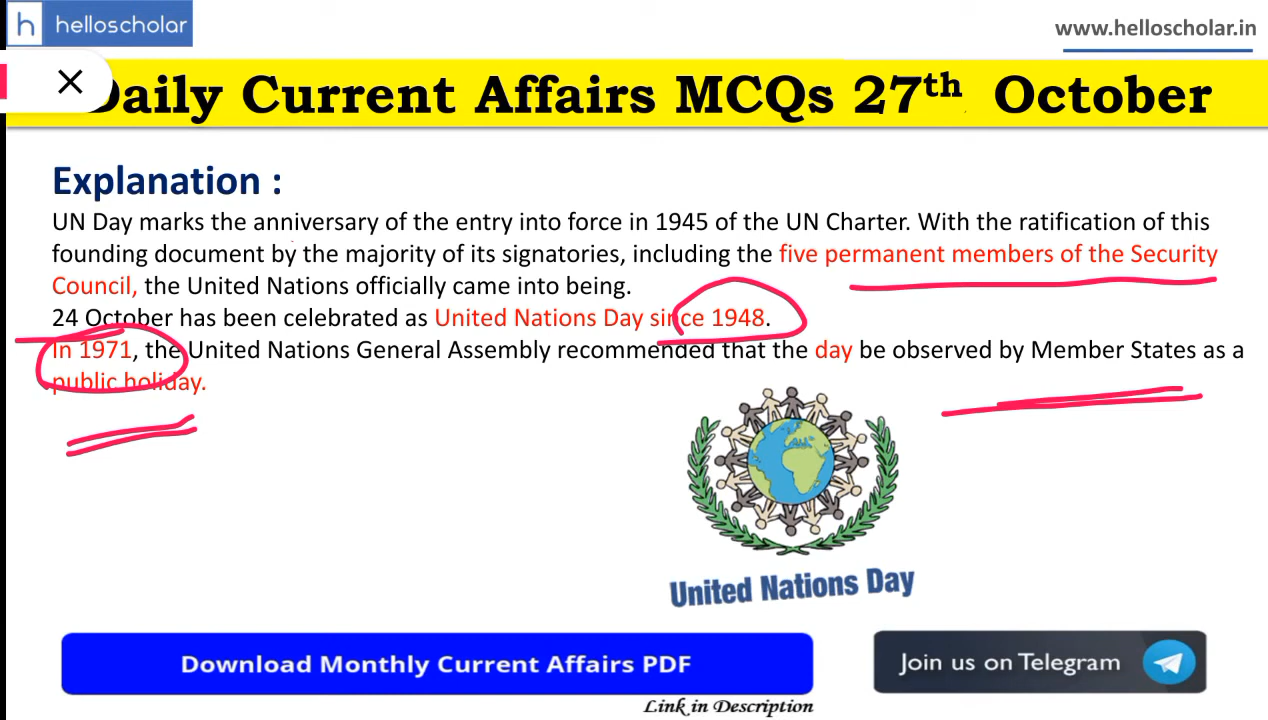 h helloscholar
www.helloscholar.in
Daily Current Affairs MCQs 27th October
Explanation :
UN Day marks the anniversary of the entry into force in 1945 of the UN Charter. With the ratification of this
founding document by the majority of its signatories, including the five permanent members of the Security
Council, the United Nations officially came into being.
24 October has been celebrated as United Nations Day since 1948.
In 1971, the United Nations General Assembly recommended that the day be observed by Member States as a
public holiday.
United Nations Day
Download Monthly Current Affairs PDF
Join us on Telegram
Link in Description